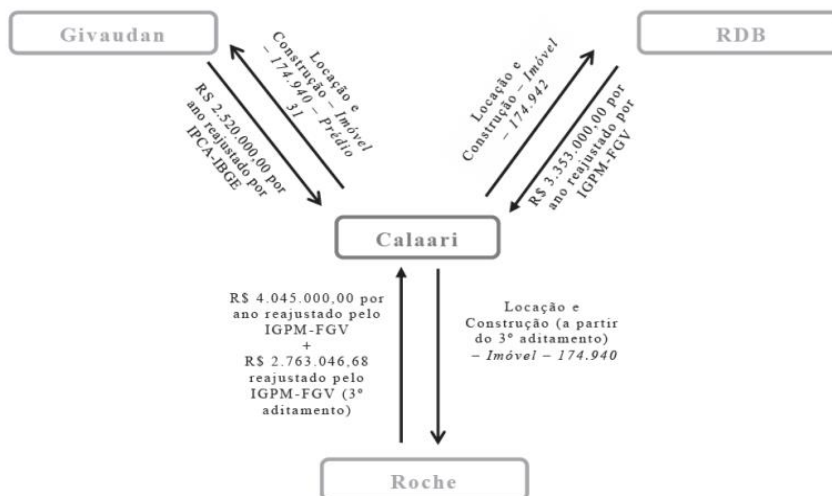 Givaudan
RDB
Locação e
Construção – Imóvel
– 174.940 – Prédio
31
R$ 2.520.000,00 por
ano reajustado por
IPCA-IBGE
Locação e
Construção – Imóvel
– 174.942
R$ 3.353.000,00 por
ano reajustado por
IGPM-FGV
Calaari
R$ 4.045.000,00 por
ano reajustado pelo
IGPM-FGV
+
R$ 2.763.046,68
reajustado pelo
IGPM-FGV (3º
aditamento)
Locação e
Construção (a partir
do 3º aditamento)
– Imóvel – 174.940
Roche